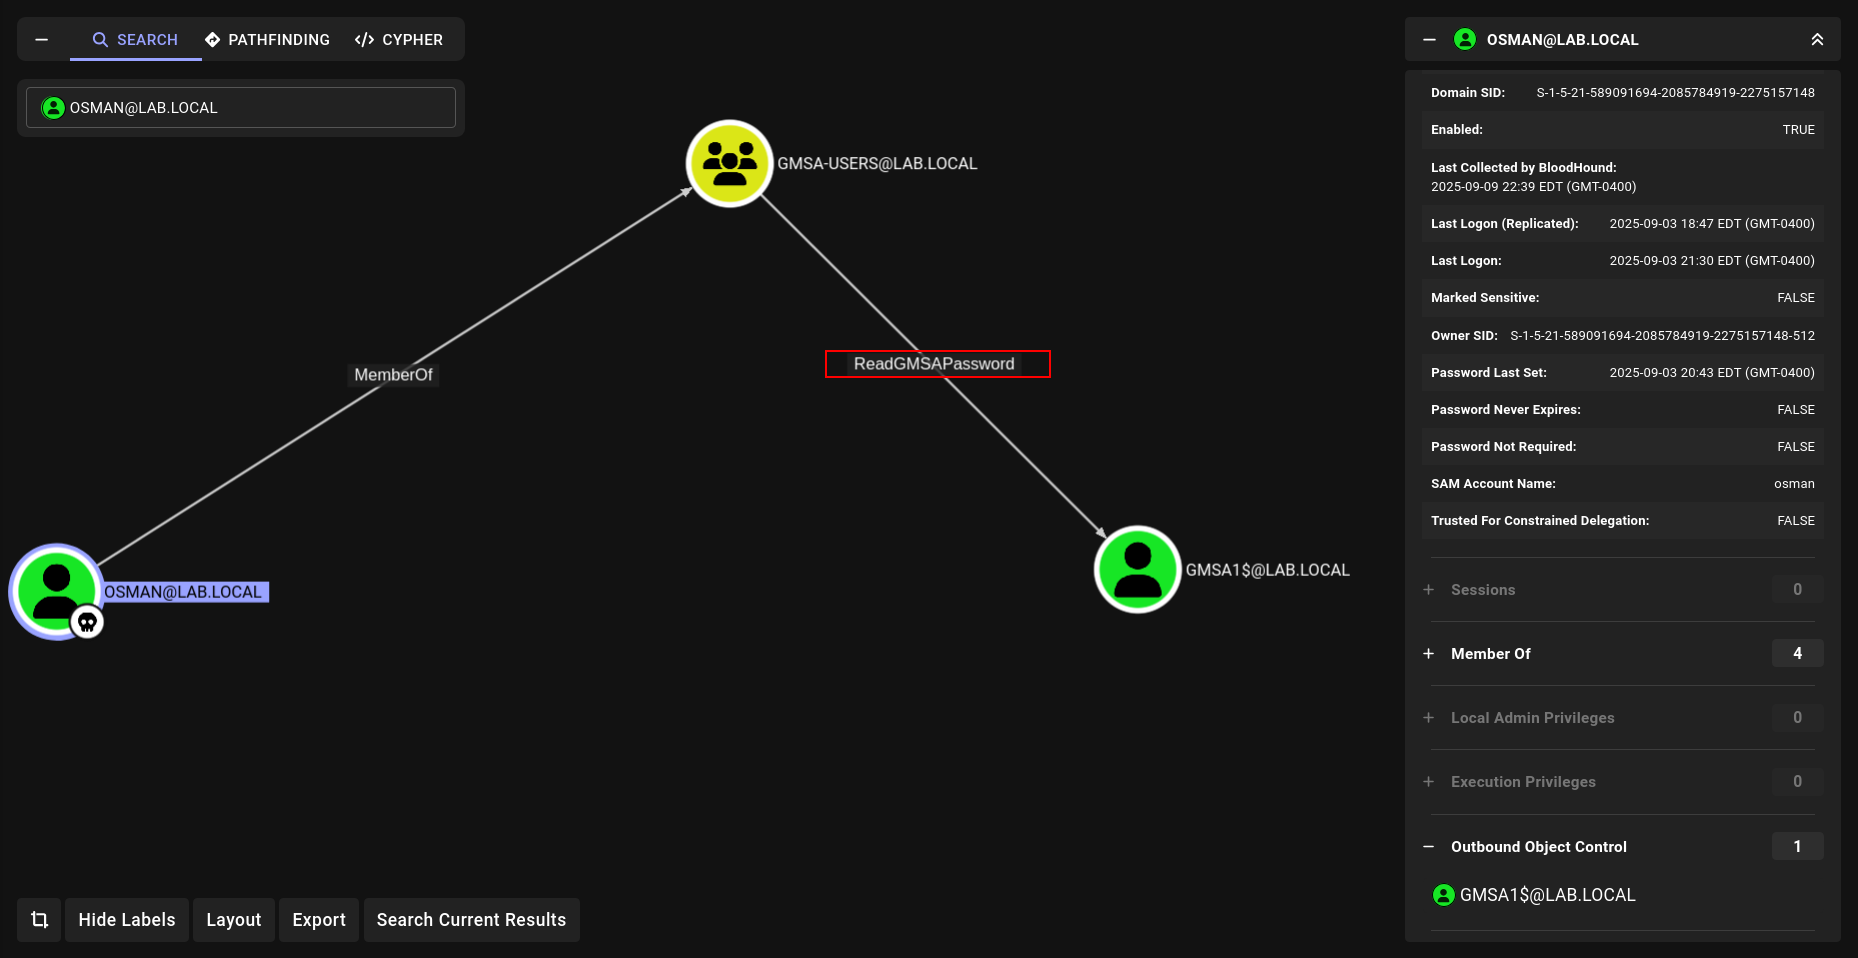 SEARCH
PATHFINDING
CYPHER
OSMAN@LAB.LOCAL
GMSA-USERS@LAB.LOCAL
ReadGMSAPassword
MemberOf
GMSA1$@LAB.LOCAL
OSMAN@LAB.LOCAL
Hide Labels
Layout
Export
Search Current Results
OSMAN@LAB.LOCAL
Domain SID: S-1-5-21-589091694-2085784919-2275157148
Enabled: TRUE
Last Collected by BloodHound:
2025-09-09 22:39 EDT (GMT-0400)
Last Logon (Replicated): 2025-09-03 18:47 EDT (GMT-0400)
Last Logon: 2025-09-03 21:30 EDT (GMT-0400)
Marked Sensitive: FALSE
Owner SID: S-1-5-21-589091694-2085784919-2275157148-512
Password Last Set: 2025-09-03 20:43 EDT (GMT-0400)
Password Never Expires: FALSE
Password Not Required: FALSE
SAM Account Name: osman
Trusted For Constrained Delegation: FALSE
Sessions 0
Member Of 4
Local Admin Privileges 0
Execution Privileges 0
Outbound Object Control 1
GMSA1$@LAB.LOCAL